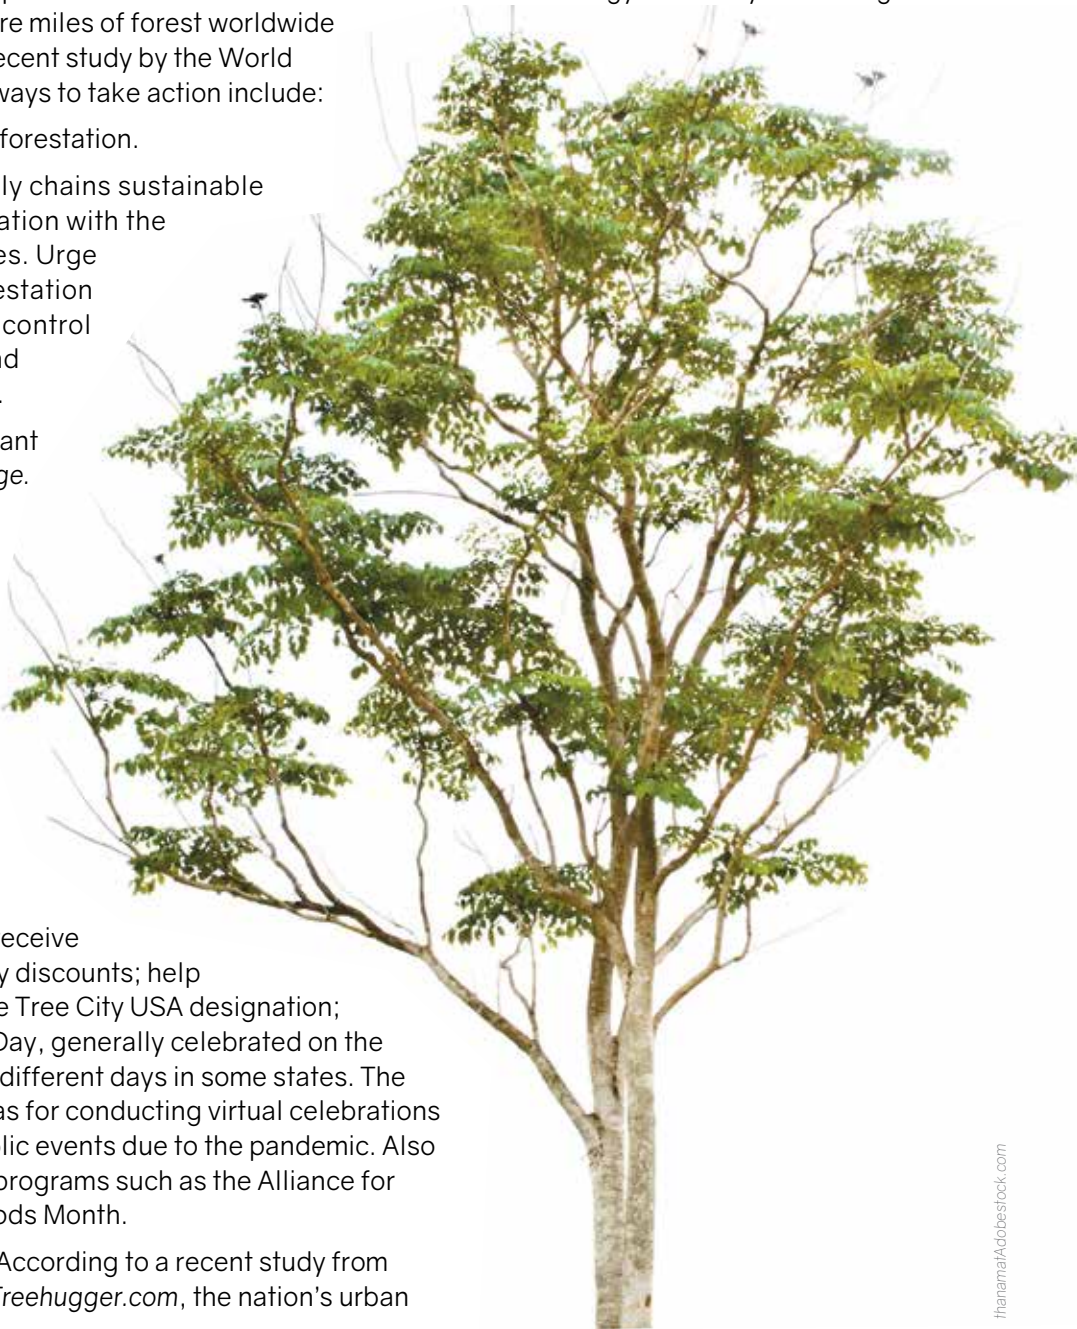 re miles of forest worldwide
ecent study by the World
ways to take action include:
forestation.
ly chains sustainable
ation with the
es. Urge
estation
control
nd
.
ant
ge.
eceive
y discounts; help
e Tree City USA designation;
Day, generally celebrated on the
different days in some states. The
as for conducting virtual celebrations
lic events due to the pandemic. Also
programs such as the Alliance for
ods Month.
According to a recent study from
Treehugger.com, the nation's urban
thanamatAdobestock.com